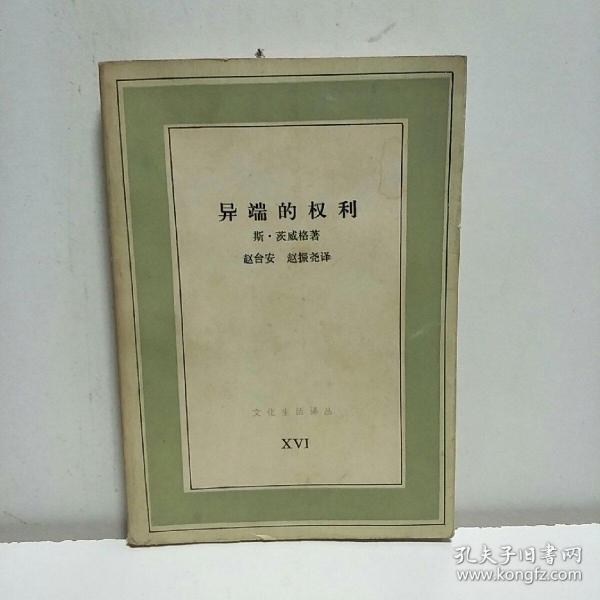 异端的权利
斯·茨威格著
赵台安 赵振尧译
文化生活译丛
XVI
孔夫子旧书网
www.kongfz.com